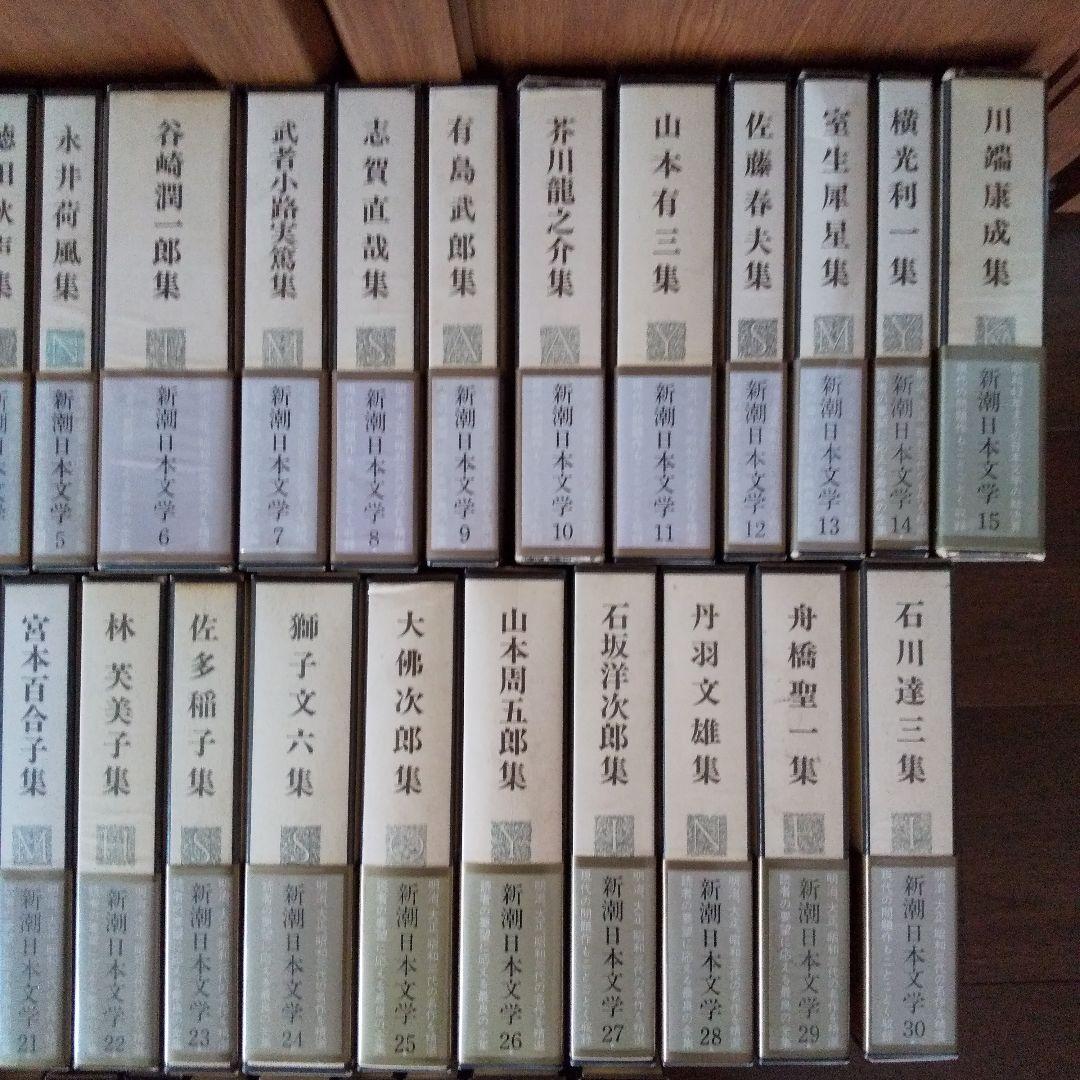 永井荷風集
N
新潮日本文学
5
谷崎潤一郎集
T
新潮日本文学
6
武者小路実篤集
M
新潮日本文学
7
志賀直哉集
S
新潮日本文学
8
有島武郎集
A
新潮日本文学
9
芥川龍之介集
A
新潮日本文学
10
山本有三集
Y
新潮日本文学
11
佐藤春夫集
S
新潮日本文学
12
室生犀星集
M
新潮日本文学
13
横光利一集
Y
新潮日本文学
14
川端康成集
K
新潮日本文学
15
宮本百合子集
M
新潮日本文学
21
林芙美子集
H
新潮日本文学
22
佐多稲子集
S
新潮日本文学
23
獅子文六集
S
新潮日本文学
24
大佛次郎集
O
新潮日本文学
25
山本周五郎集
Y
新潮日本文学
26
石坂洋次郎集
I
新潮日本文学
27
丹羽文雄集
N
新潮日本文学
28
舟橋聖一集
F
新潮日本文学
29
石川達三集
I
新潮日本文学
30